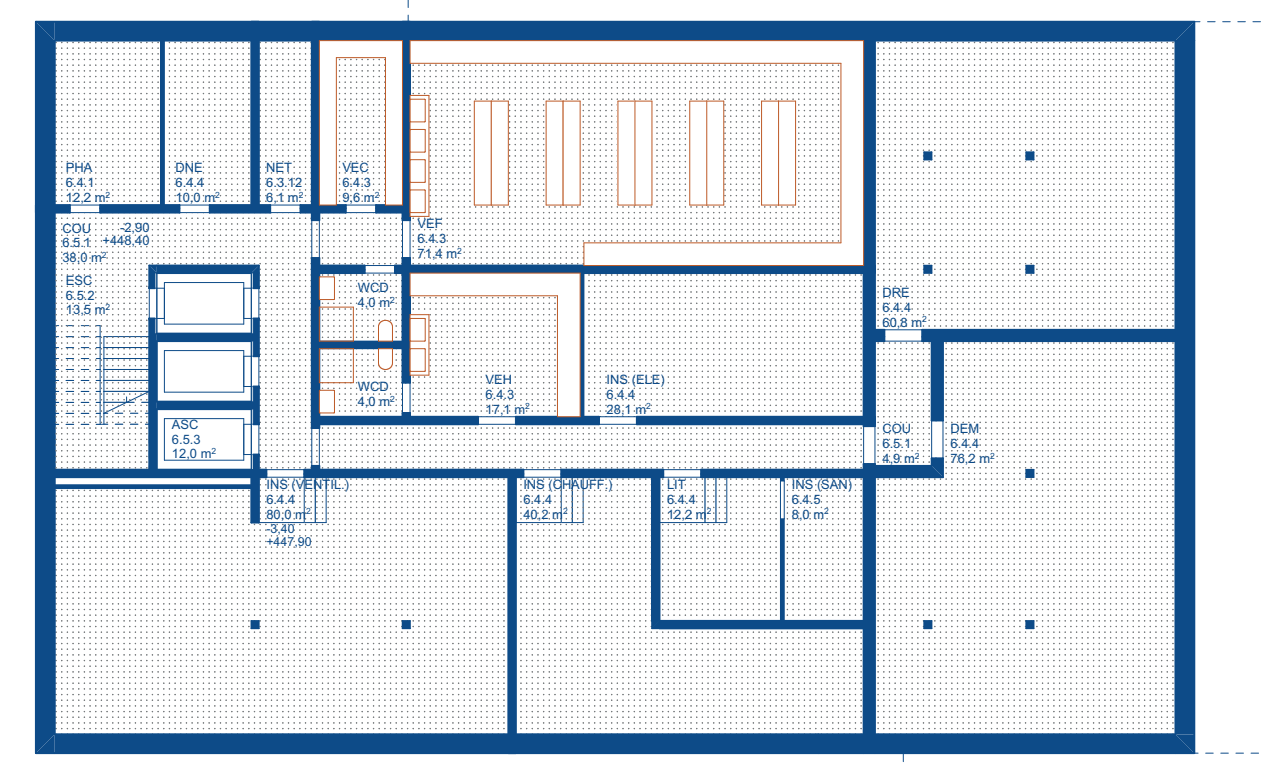 PHA
6.4.1
12,2 m²
DNE
6.4.4
10,0 m²
NET
6.3.12
6,1 m²
VEC
6.4.3
9,6 m²
VEF
6.4.3
71,4 m²
COU
6.5.1
38,0 m²
-2,90
+448,40
ESC
6.5.2
13,5 m²
WCD
4,0 m²
DRE
6.4.4
60,8 m²
WCD
4,0 m²
VEH
6.4.3
17,1 m²
INS (ELE)
6.4.4
28,1 m²
ASC
6.5.3
12,0 m²
COU
6.5.1
4,9 m²
DEM
6.4.4
76,2 m²
INS (VENTIL.)
6.4.4
80,0 m²
-3,40
+447,90
INS (CHAUFF.)
6.4.4
40,2 m²
LIT
6.4.4
12,2 m²
INS (SAN)
6.4.5
8,0 m²